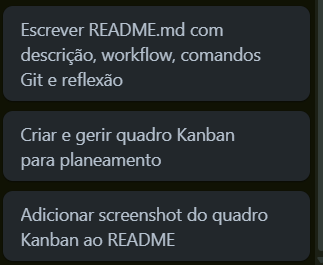 Escrever README.md com
descrição, workflow, comandos
Git e reflexão
Criar e gerir quadro Kanban
para planeamento
Adicionar screenshot do quadro
Kanban ao README